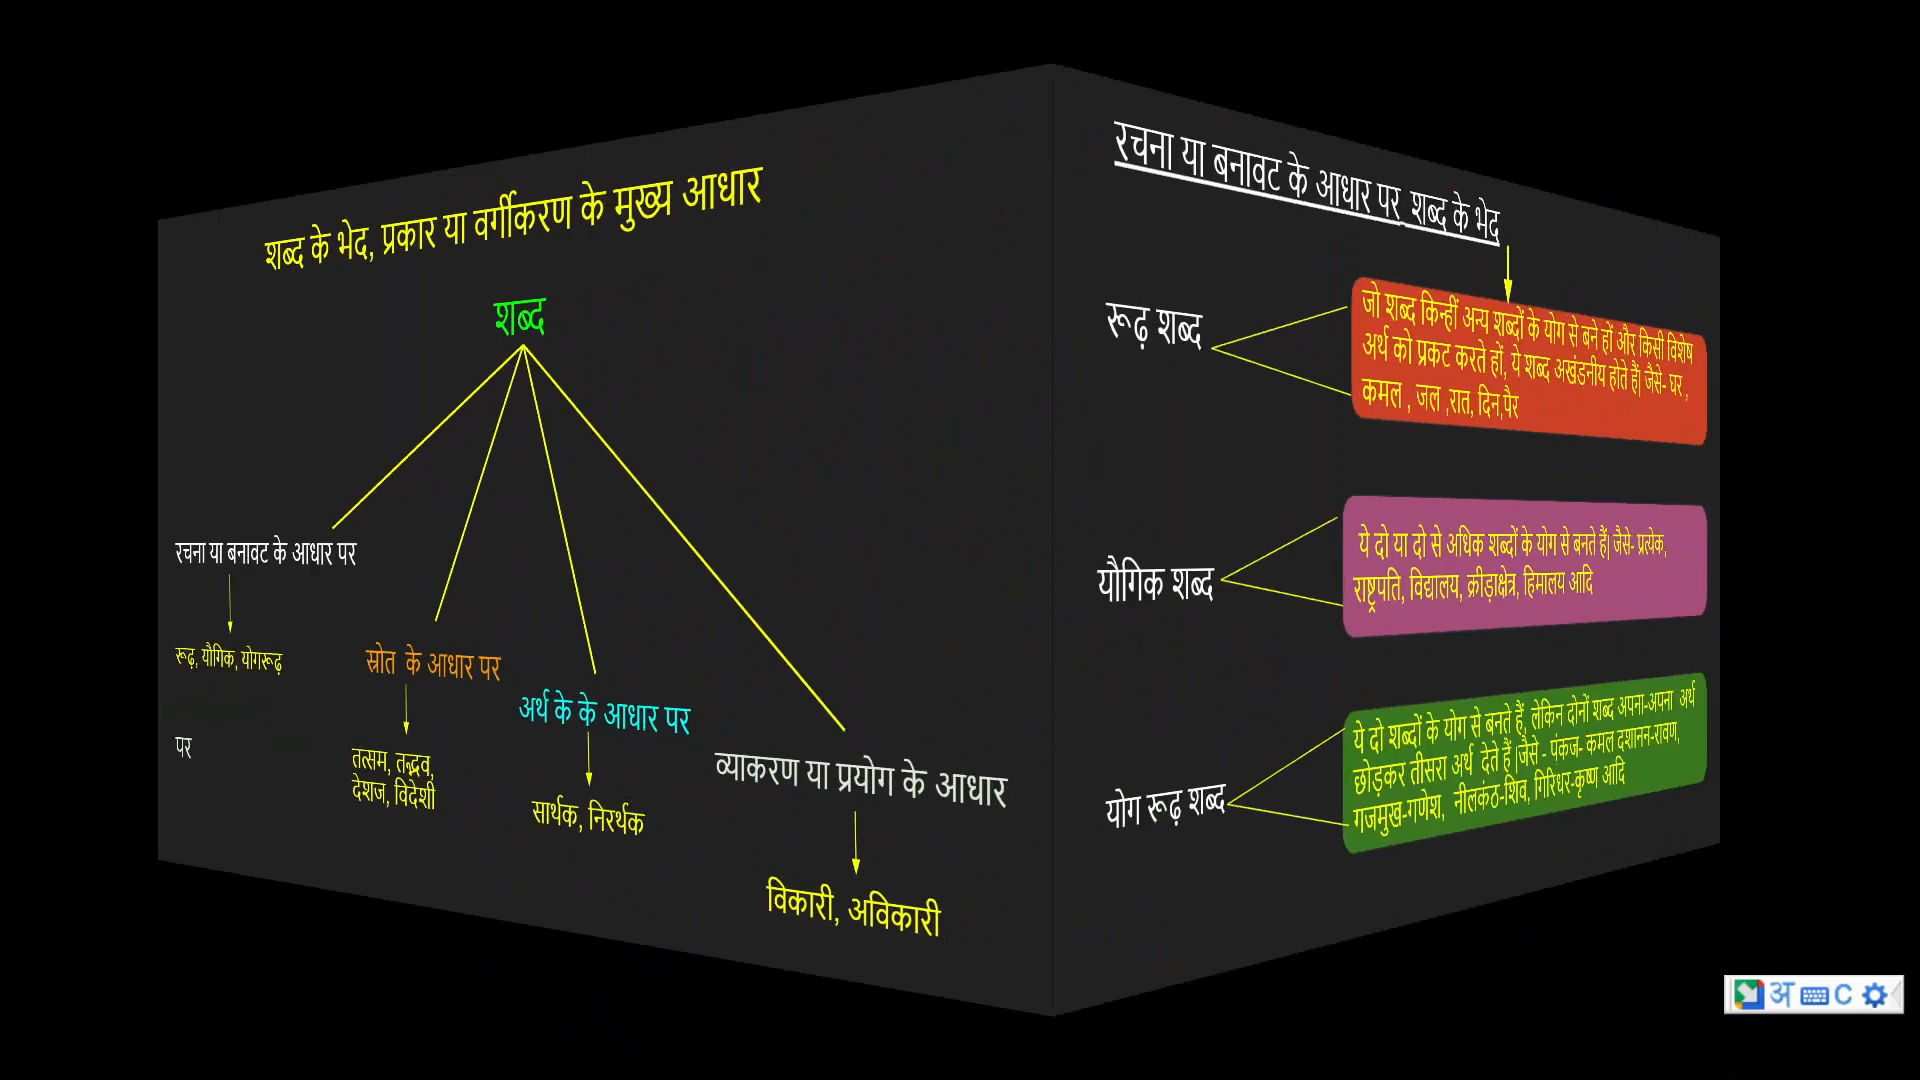 शब्द के भेद, प्रकार या वर्गीकरण के मुख्य आधार
शब्द
रचना या बनावट के आधार पर
रूढ़, यौगिक, योगरूढ़
पर
स्रोत के आधार पर
तत्सम, तद्भव,
देशज, विदेशी
अर्थ के के आधार पर
सार्थक, निरर्थक
व्याकरण या प्रयोग के आधार
विकारी, अविकारी
रचना या बनावट के आधार पर शब्द के भेद
रूढ़ शब्द
जो शब्द किन्हीं अन्य शब्दों के योग से बने हों और किसी विशेष
अर्थ को प्रकट करते हों, ये शब्द अखंडनीय होते हैं| जैसे- घर ,
कमल , जल ,रात, दिन,पैर
यौगिक शब्द
ये दो या दो से अधिक शब्दों के योग से बनते हैं| जैसे- प्रत्येक,
राष्ट्रपति, विद्यालय, क्रीड़ाक्षेत्र, हिमालय आदि
योग रूढ़ शब्द
ये दो शब्दों के योग से बनते हैं, लेकिन दोनों शब्द अपना-अपना अर्थ
छोड़कर तीसरा अर्थ देते हैं |जैसे - पंकज- कमल दशानन-रावण,
गजमुख-गणेश, नीलकंठ-शिव, गिरिधर-कृष्ण आदि
अ
C